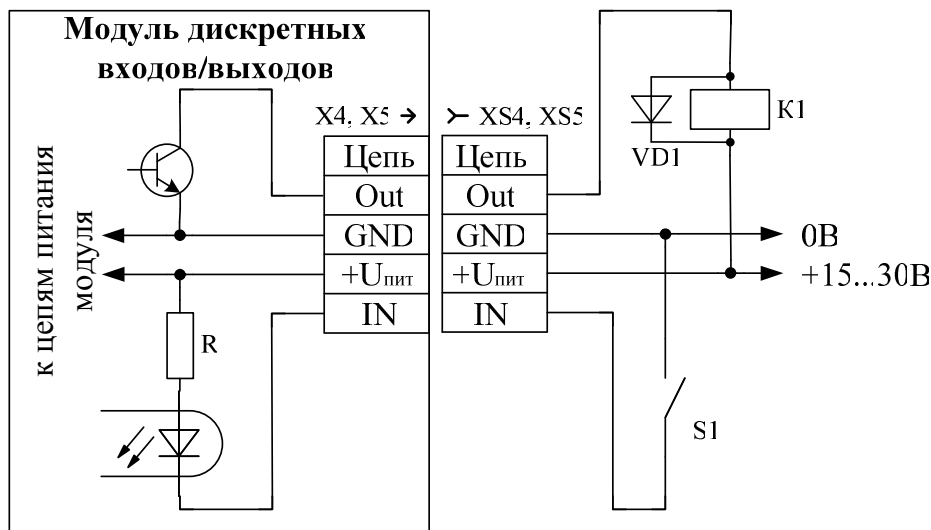 Модуль дискретных
входов/выходов
X4, X5
XS4, XS5
Цепь
Out
GND
+Uпит
IN
Цепь
Out
GND
+Uпит
IN
к цепям питания
модуля
R
VD1
К1
0В
+15...30В
S1